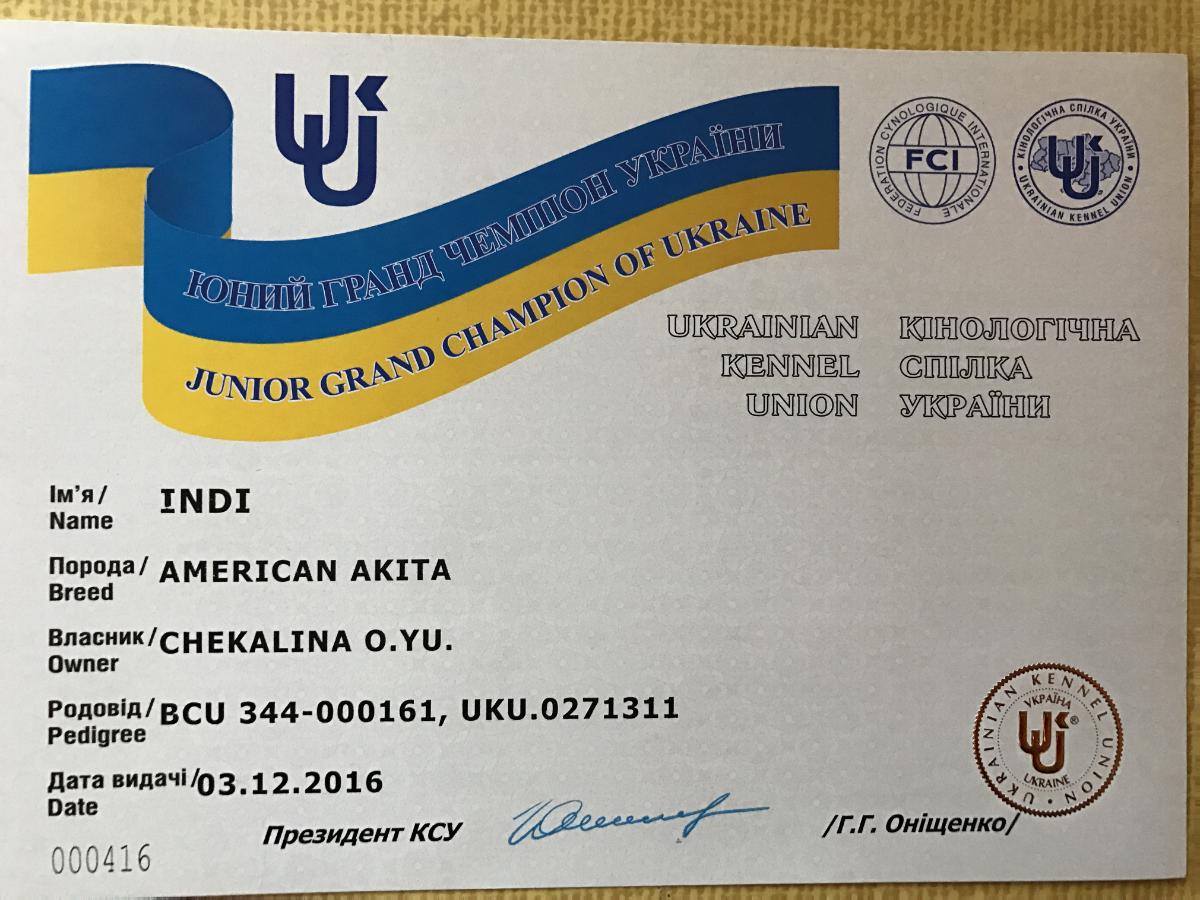 UKU
ЮНИЙ ГРАНД ЧЕМПІОН УКРАЇНИ
JUNIOR GRAND CHAMPION OF UKRAINE
FEDERATION CYNOLOGIQUE INTERNATIONALE
FCI
КІНОЛОГІЧНА СПІЛКА УКРАЇНИ
UKU
UKRAINIAN KENNEL UNION
UKRAINIAN КІНОЛОГІЧНА
KENNEL СПІЛКА
UNION УКРАЇНИ
Ім'я/ INDI
Name
Порода/ AMERICAN AKITA
Breed
Власник/ CHEKALINA O.YU.
Owner
Родовід/ BCU 344-000161, UKU.0271311
Pedigree
Дата видачі/ 03.12.2016
Date
Президент КСУ /Г.Г. Оніщенко/
000416
UKRAINIAN KENNEL UNION
УКРАЇНА
UKU®
UKRAINE